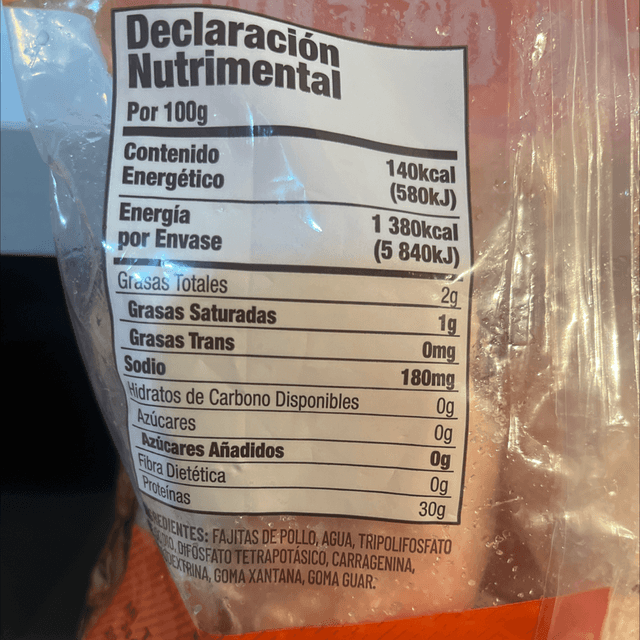 Declaración
Nutrimental
Por 100g
Contenido
Energético
140kcal
(580kJ)
Energía
por Envase
1 380kcal
(5 840kJ)
Grasas Totales 2g
Grasas Saturadas 1g
Grasas Trans 0mg
Sodio 180mg
Hidratos de Carbono Disponibles 0g
Azúcares 0g
Azúcares Añadidos 0g
Fibra Dietética 0g
Proteínas 30g
EDIENTES: FAJITAS DE POLLO, AGUA, TRIPOLIFOSFATO
DIFOSFATO TETRAPOTÁSICO, CARRAGENINA,
DEXTRINA, GOMA XANTANA, GOMA GUAR.